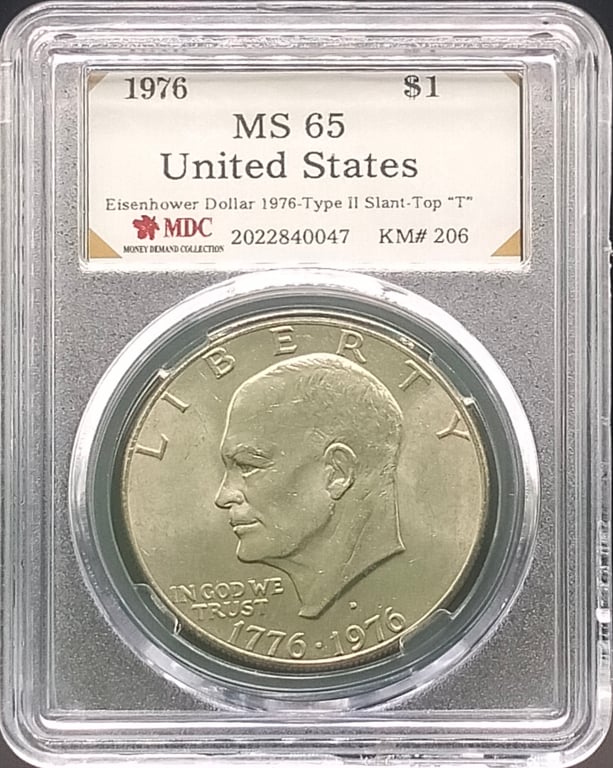 1976 $1
MS 65
United States
Eisenhower Dollar 1976-Type II Slant-Top "T"
MDC
MONEY DEMAND COLLECTION 2022840047 KM# 206
LIBERTY
IN GOD WE
TRUST
1776·1976